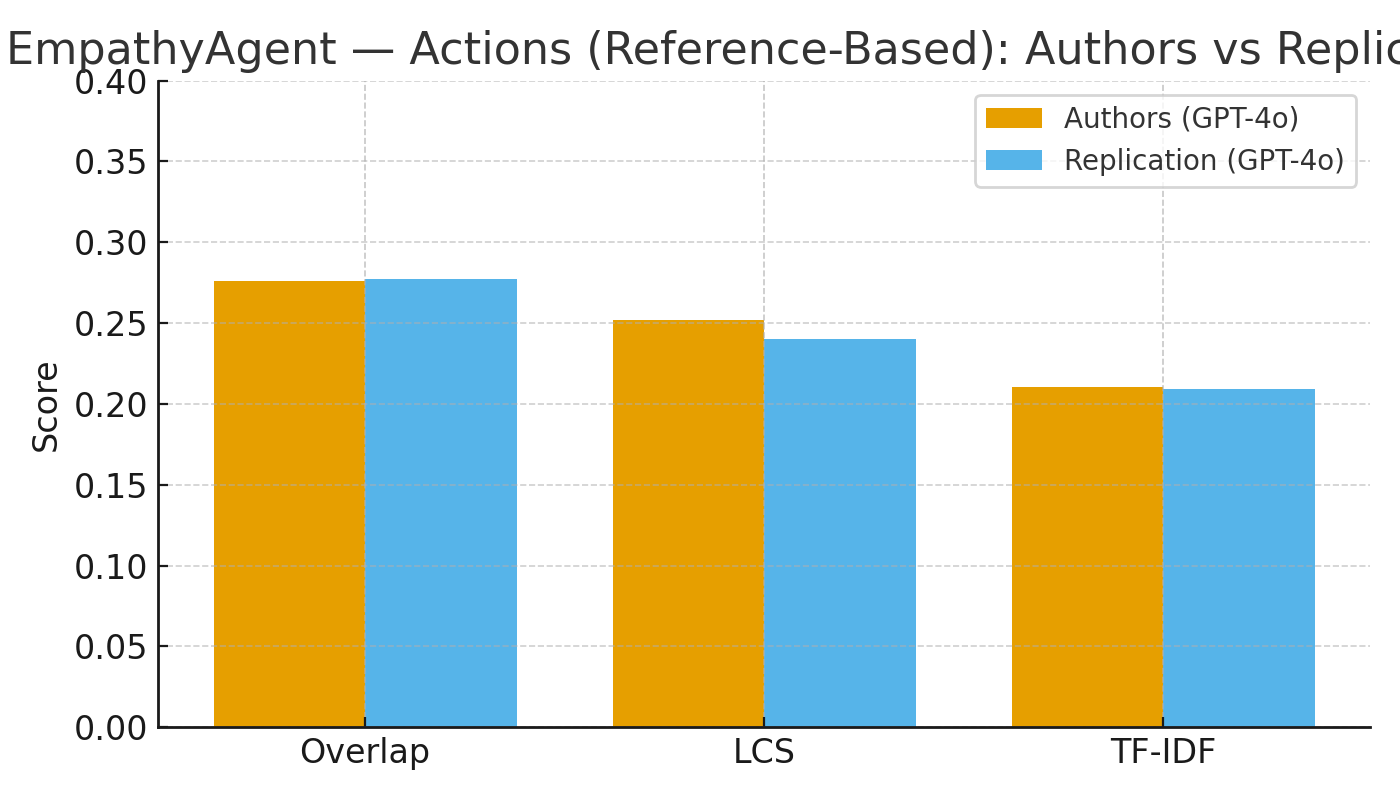 EmpathyAgent — Actions (Reference-Based): Authors vs Replic
0.40
0.35
0.30
0.25
0.20
0.15
0.10
0.05
0.00
Score
Authors (GPT-4o)
Replication (GPT-4o)
Overlap
LCS
TF-IDF